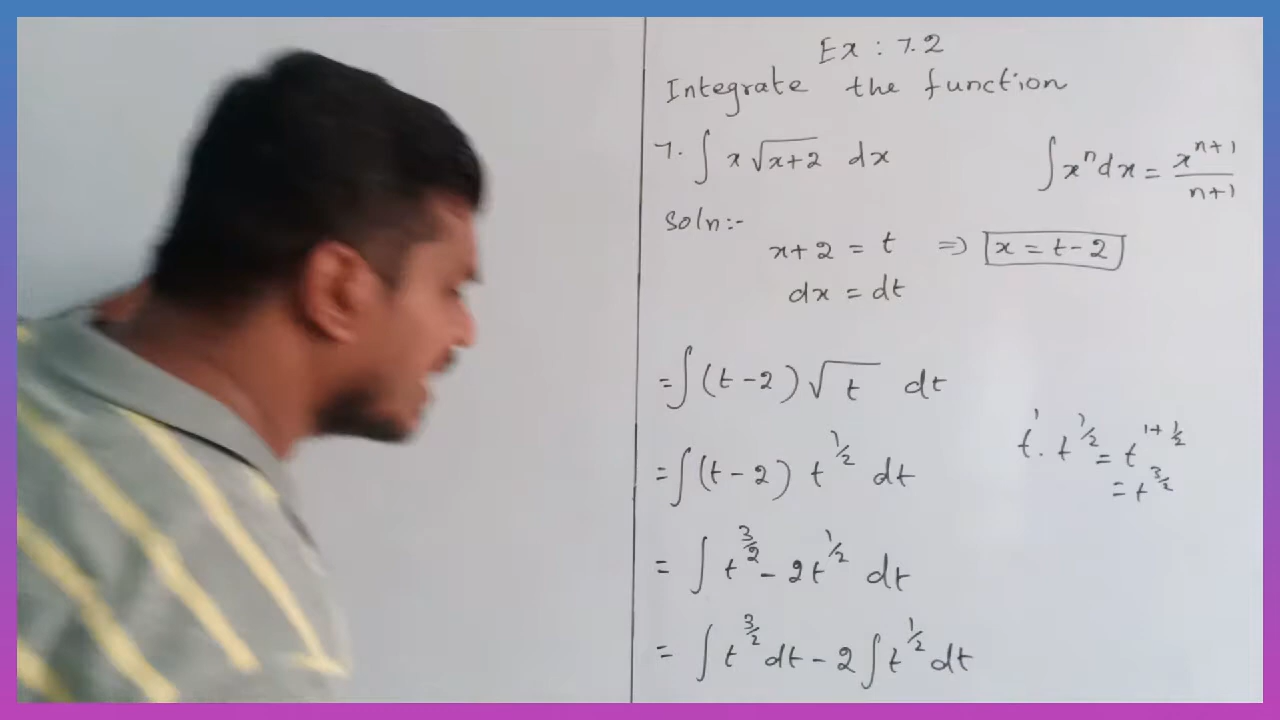 Ex : 7.2
Integrate the function
7. ∫ x √(x+2) dx
∫ xⁿ dx = xⁿ⁺¹ / n+1
Soln:-
x+2 = t ⇒ x = t-2
dx = dt
= ∫ (t-2) √t dt
t¹ . t^1/2 = t^1+1/2
= ∫ (t-2) t^1/2 dt
= t^3/2
= ∫ t^3/2 - 2t^1/2 dt
= ∫ t^3/2 dt - 2 ∫ t^1/2 dt